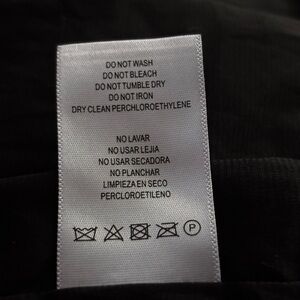 DO NOT WASH
DO NOT BLEACH
DO NOT TUMBLE DRY
DO NOT IRON
DRY CLEAN PERCHLOROETHYLENE
NO LAVAR
NO USAR LEJIA
NO USAR SECADORA
NO PLANCHAR
LIMPIEZA EN SECO
PERCLOROETILENO
P